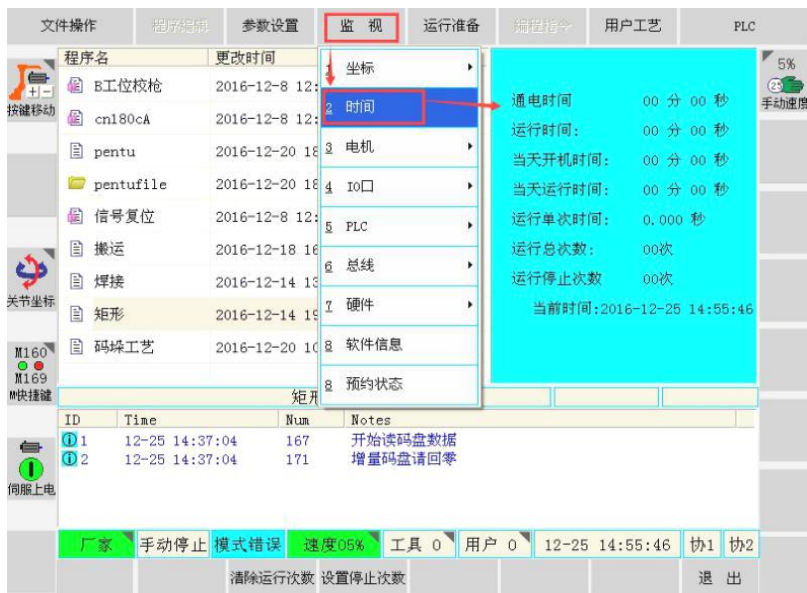 文件操作 程序编辑 参数设置 监 视 运行准备 编程指令 用户工艺 PLC
程序名 更改时间
B工位校枪 2016-12-8 12:
cn180cA 2016-12-8 12:
pentu 2016-12-20 18
pentufile 2016-12-20 18
信号复位 2016-12-8 12:
搬运 2016-12-18 16
焊接 2016-12-14 13
矩形 2016-12-14 19
码垛工艺 2016-12-20 10
1 坐标
2 时间
3 电机
4 IO口
5 PLC
6 总线
7 硬件
8 软件信息
8 预约状态
通电时间 00 分 00 秒
运行时间: 00 分 00 秒
当天开机时间: 00 分 00 秒
当天运行时间: 00 分 00 秒
运行单次时间: 0.000 秒
运行总次数: 00次
运行停止次数 00次
当前时间:2016-12-25 14:55:46
按健移动
关节坐标
M160
M169
M快捷键
伺服上电
5%
25
手动速度
矩形
ID Time Num Notes
1 12-25 14:37:04 167 开始读码盘数据
2 12-25 14:37:04 171 增量码盘请回零
厂家 手动停止 模式错误 速度05% 工具 0 用户 0 12-25 14:55:46 协1 协2
清除运行次数 设置停止次数 退 出